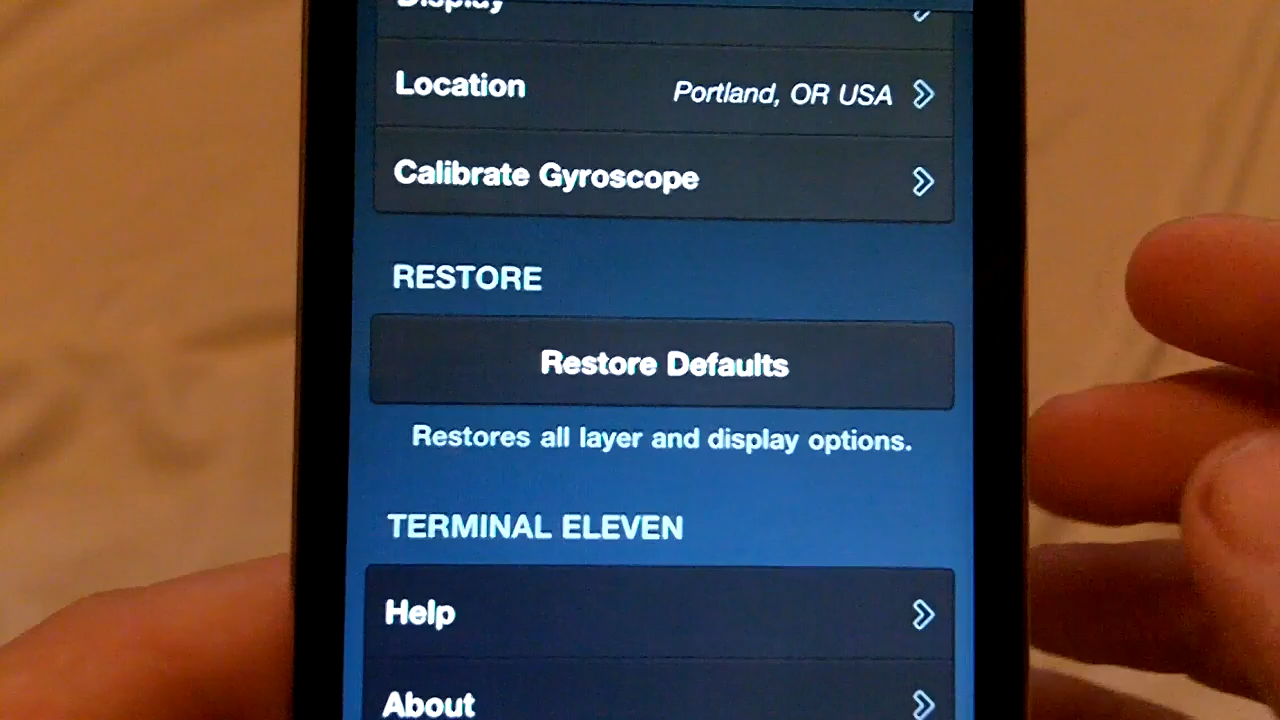 Display
Location Portland, OR USA
Calibrate Gyroscope
RESTORE
Restore Defaults
Restores all layer and display options.
TERMINAL ELEVEN
Help
About